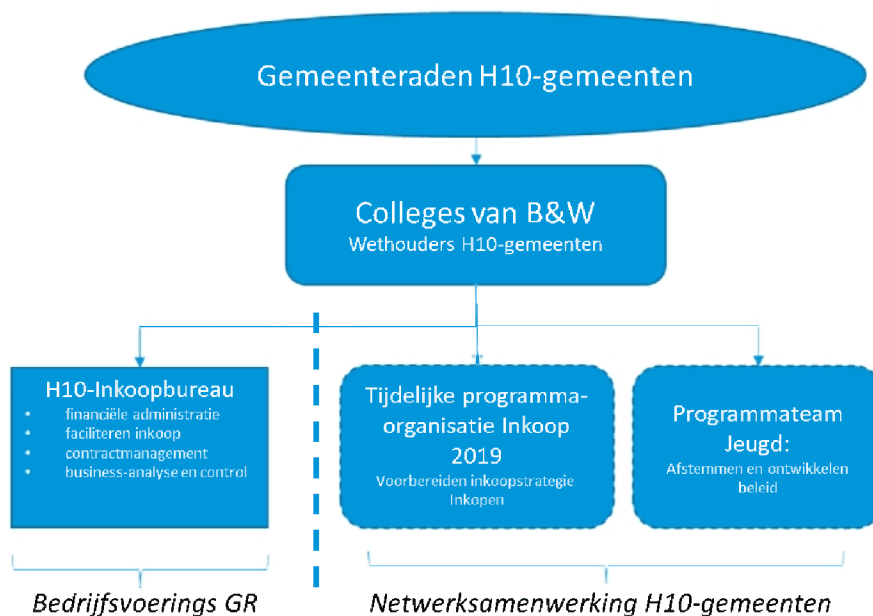 Gemeenteraden H10-gemeenten
Colleges van B&W
Wethouders H10-gemeenten
H10-Inkoopbureau
• financiële administratie
• faciliteren inkoop
• contractmanagement
• business-analyse en control
Tijdelijke programma-
organisatie Inkoop
2019
Voorbereiden inkoopstrategie
Inkopen
Programmateam
Jeugd:
Afstemmen en ontwikkelen
beleid
Bedrijfsvoerings GR
Netwerksamenwerking H10-gemeenten